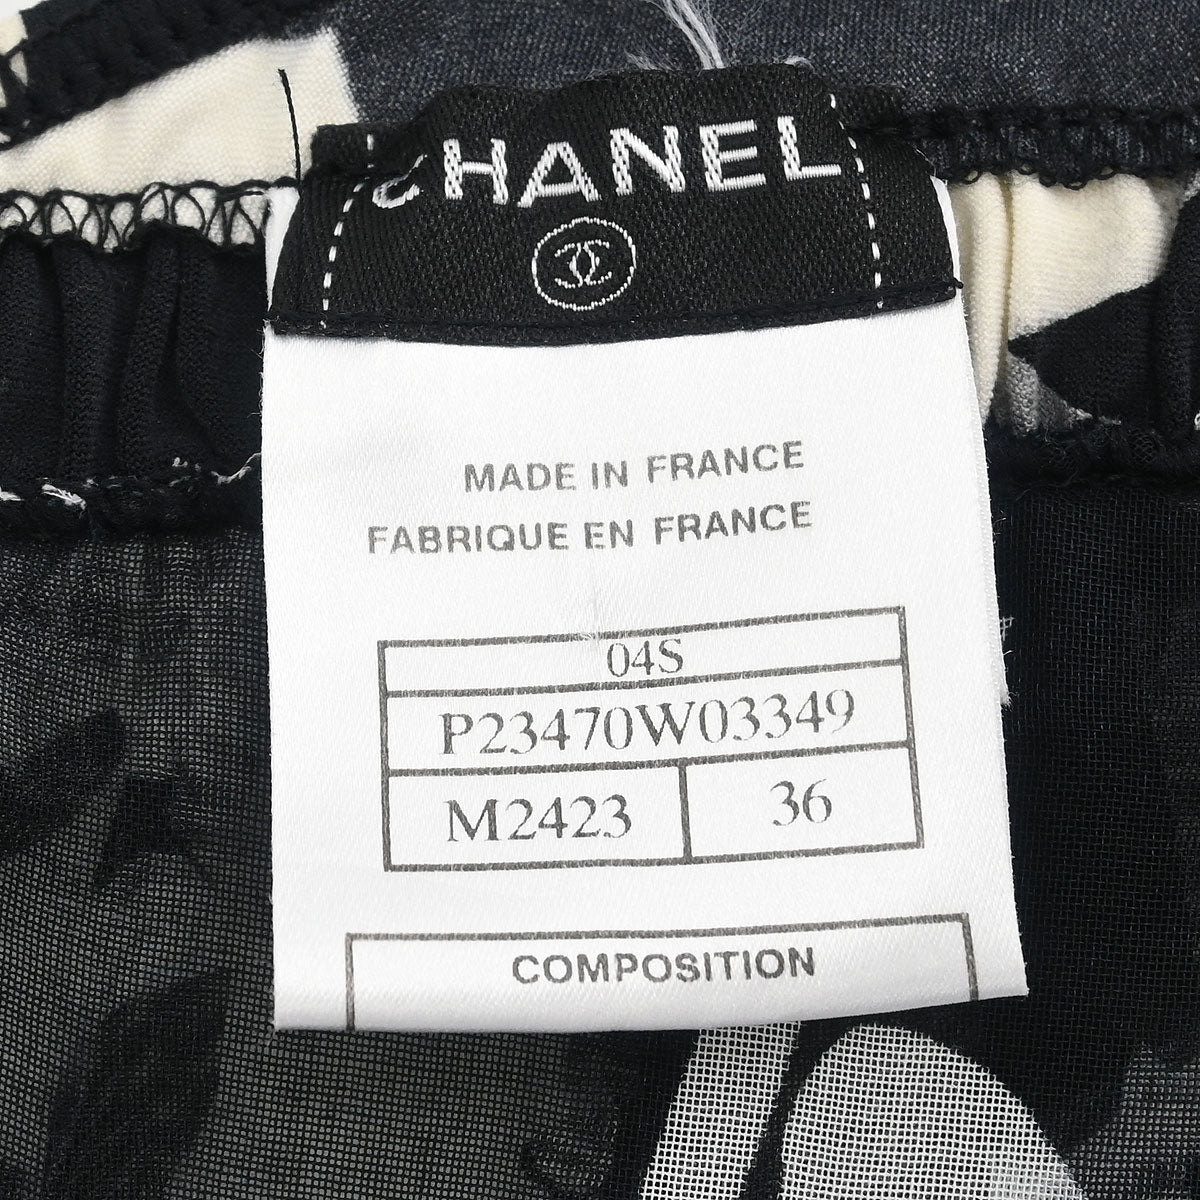 CHANEL
MADE IN FRANCE
FABRIQUE EN FRANCE
04S
P23470W03349
M2423 36
COMPOSITION